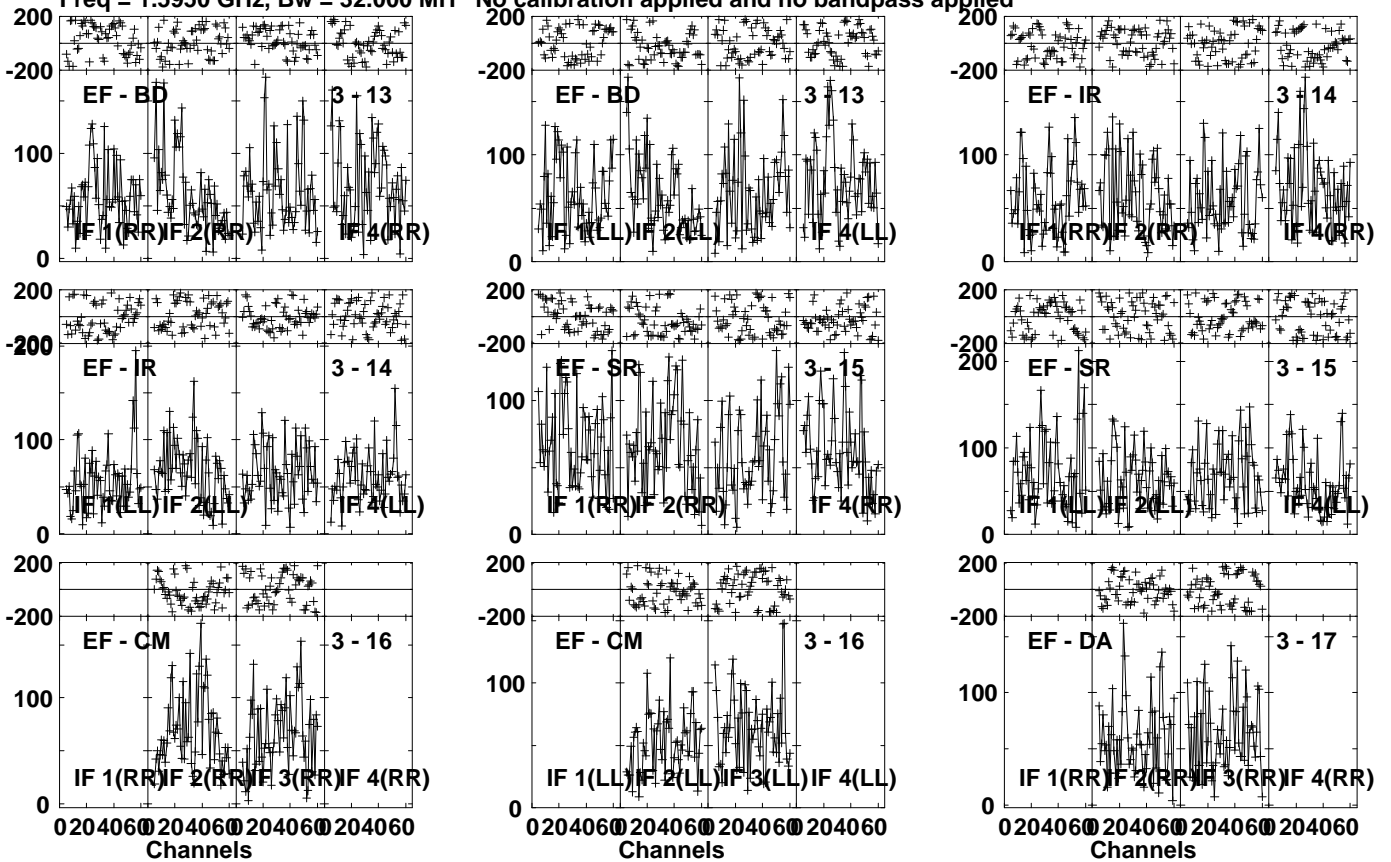 Freq = 1.5950 GHz, Bw = 32.000 MH No calibration applied and no bandpass applied
200 200 200
-200 -200 -200
EF - BD 3 - 13 EF - BD 3 - 13 EF - IR 3 - 14
100 100 100
IF 1(RR) IF 2(RR) IF 4(RR) IF 1(LL) IF 2(LL) IF 4(LL) IF 1(RR) IF 2(RR) IF 4(RR)
0 0 0
200 200 200
-200 -200 -200
200 200
EF - IR 3 - 14 EF - SR 3 - 15 EF - SR 3 - 15
100 100 100
IF 1(LL) IF 2(LL) IF 4(LL) IF 1(RR) IF 2(RR) IF 4(RR) IF 1(LL) IF 2(LL) IF 4(LL)
0 0 0
200 200 200
-200 -200 -200
EF - CM 3 - 16 EF - CM 3 - 16 EF - DA 3 - 17
100 100 100
IF 1(RR) IF 2(RR) IF 3(RR) IF 4(RR) IF 1(LL) IF 2(LL) IF 3(LL) IF 4(LL) IF 1(RR) IF 2(RR) IF 3(RR) IF 4(RR)
0 0 0
0 20 40 60 0 20 40 60 0 20 40 60 0 20 40 60 0 20 40 60 0 20 40 60 0 20 40 60 0 20 40 60 0 20 40 60 0 20 40 60 0 20 40 60 0 20 40 60
Channels Channels Channels